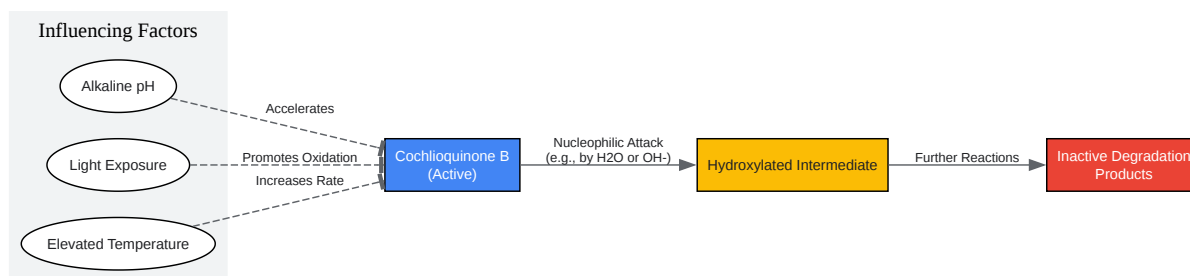 Influencing Factors
Alkaline pH
Light Exposure
Elevated Temperature
Accelerates
Promotes Oxidation
Increases Rate
Cochlioquinone B
(Active)
Nucleophilic Attack
(e.g., by H2O or OH-)
Hydroxylated Intermediate
Further Reactions
Inactive Degradation
Products